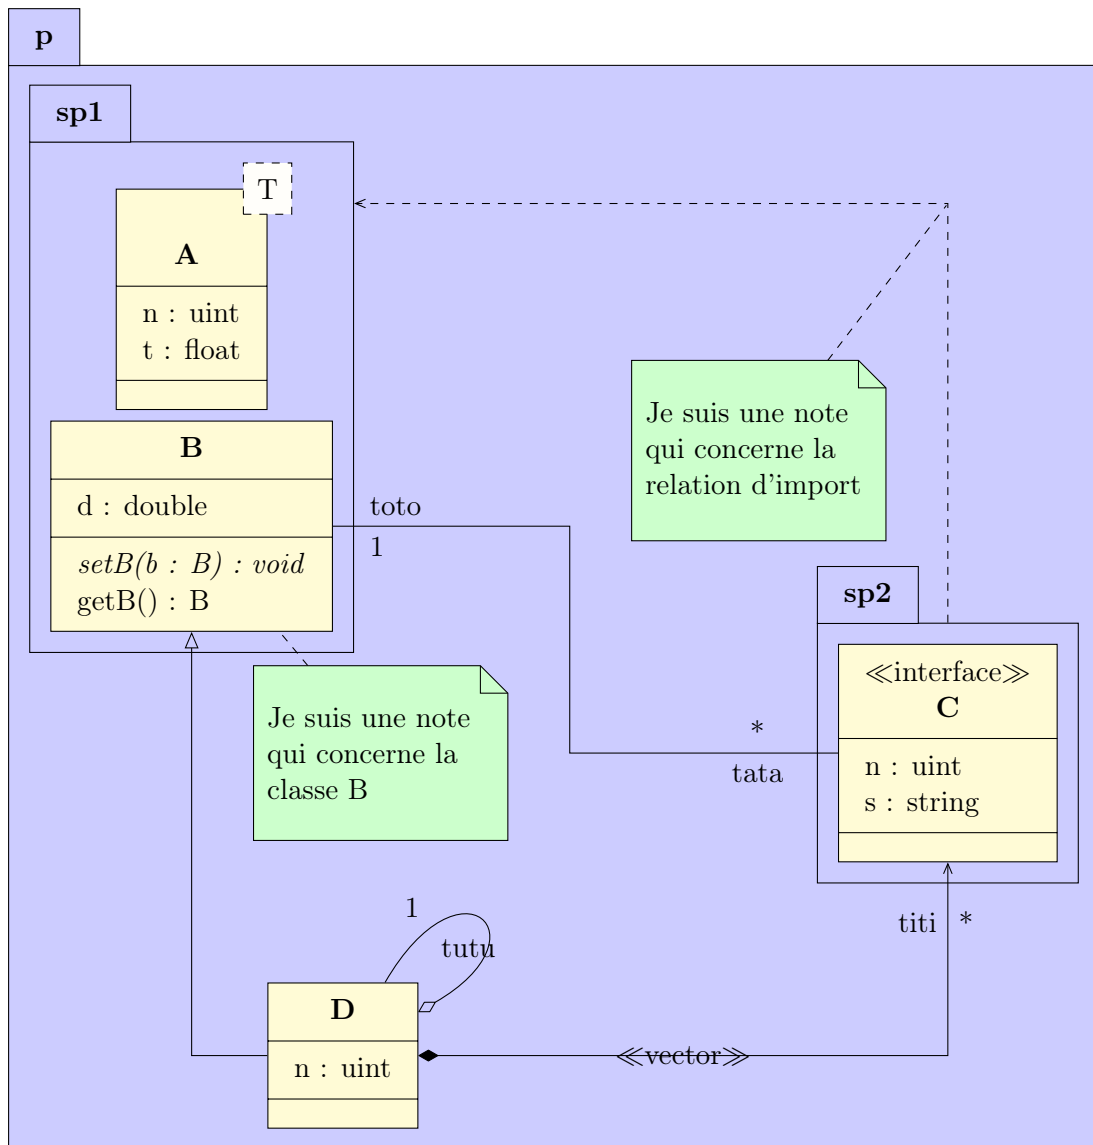 p
sp1
T
A
n : uint
t : float
B
d : double
setB(b : B) : void
getB() : B
toto
1
Je suis une note
qui concerne la
relation d'import
sp2
≪interface≫
C
n : uint
s : string
*
tata
Je suis une note
qui concerne la
classe B
titi *
1
tutu
D
n : uint
≪vector≫